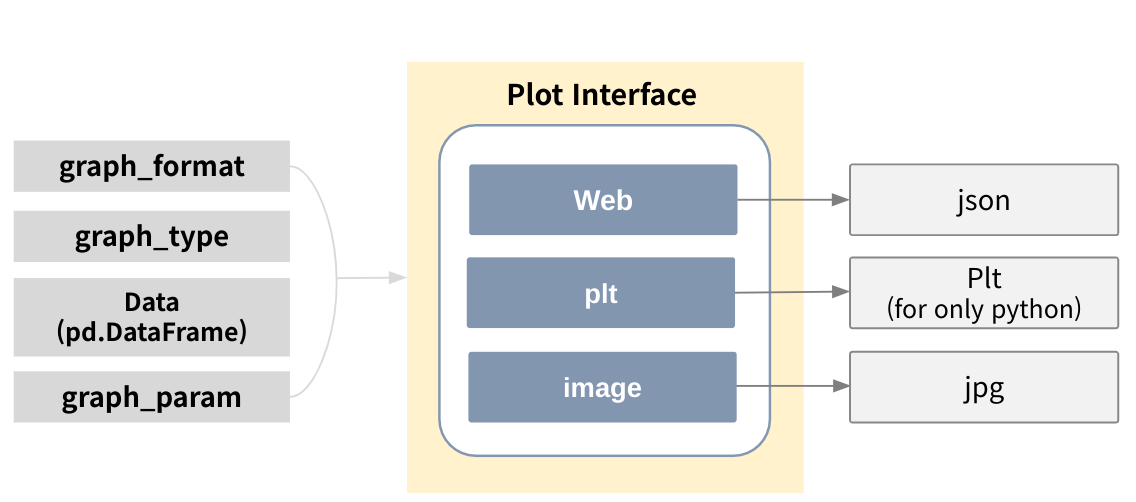 graph_format
graph_type
Data
(pd.DataFrame)
graph_param
Plot Interface
Web
plt
image
json
Plt
(for only python)
jpg